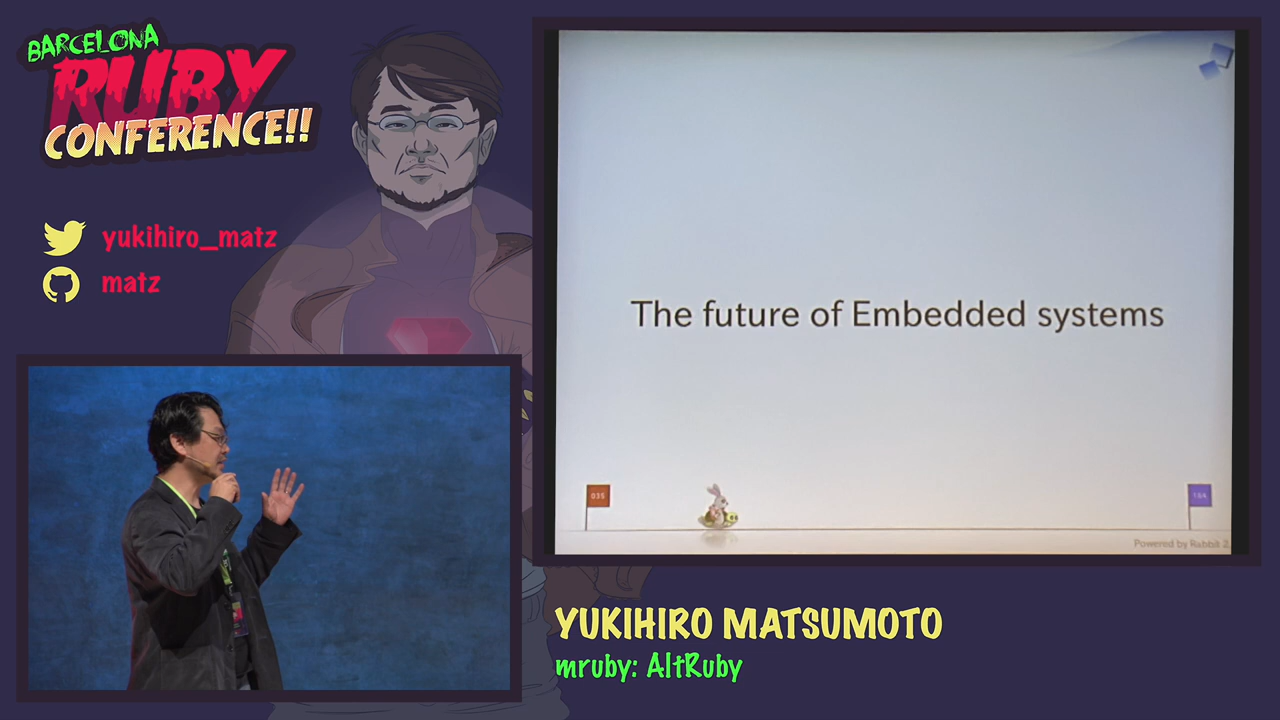 BARCELONA
RUBY
CONFERENCE!!
yukihiro_matz
matz
The future of Embedded systems
035
Powered by Rabbit 2
YUKIHIRO MATSUMOTO
mruby: AltRuby